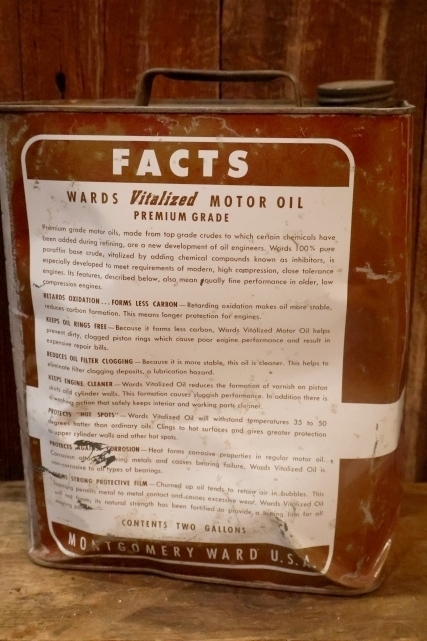 FACTS
WARDS Vitalized MOTOR OIL
PREMIUM GRADE
Premium grade motor oils, made from top grade crudes to which certain chemicals have
been added during refining, are a new development of oil engineers. Wards 100% pure
paraffin base crude, vitalized by adding chemical compounds known as inhibitors, is
especially developed to meet requirements of modern, high compression, close tolerance
engines. Its features, described below, also mean equally fine performance in older, low
compression engines.
RETARDS OXIDATION...FORMS LESS CARBON—Retarding oxidation makes oil more stable,
reduces carbon formation. This means longer protection for engines.
KEEPS OIL RINGS FREE—Because it forms less carbon, Wards Vitalized Motor Oil helps
prevent dirty, clogged piston rings which cause poor engine performance and result in
expensive repair bills.
REDUCES OIL FILTER CLOGGING—Because it is more stable, this oil is cleaner. This helps to
eliminate filter clogging deposits, a lubrication hazard.
KEEPS ENGINE CLEANER—Wards Vitalized Oil reduces the formation of varnish on piston
skirts and cylinder walls. This formation causes sluggish performance. In addition this
action that safely keeps interior and working parts cleaner.
PROTECTS "HOT SPOTS"—Wards Vitalized Oil will withstand temperatures 35 to 50
degrees hotter than ordinary oils. Clings to hot surfaces and gives greater protection
to upper cylinder walls and other hot spots.
PROTECTS CORROSION—Heat forms corrosive properties in regular motor oil.
Corrosion metals and causes bearing failure. Wards Vitalized Oil is
non-corrosive to all types of bearings.
STRONG PROTECTIVE FILM—Churned up oil tends to retain air in bubbles. This
permits metal to metal contact and causes excessive wear. Wards Vitalized Oil
its natural strength has been fortified to provide a lasting film for all
CONTENTS TWO GALLONS
MONTGOMERY WARD U.S.A.